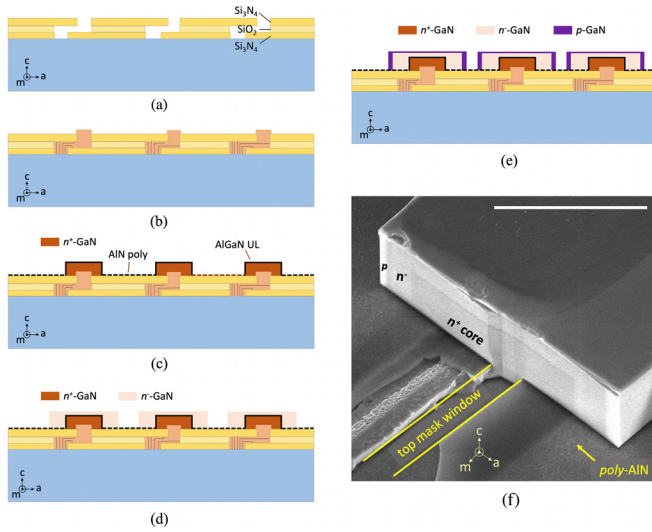 Si₃N₄
SiO₂
Si₃N₄
c
m a
(a)
c
m a
(b)
n⁺-GaN
AlN poly
AlGaN UL
c
m a
(c)
n⁺-GaN n⁻-GaN
c
m a
(d)
n⁺-GaN n⁻-GaN p-GaN
c
m a
(e)
p n⁻
n⁺ core
top mask window
c
m a
poly-AlN
(f)